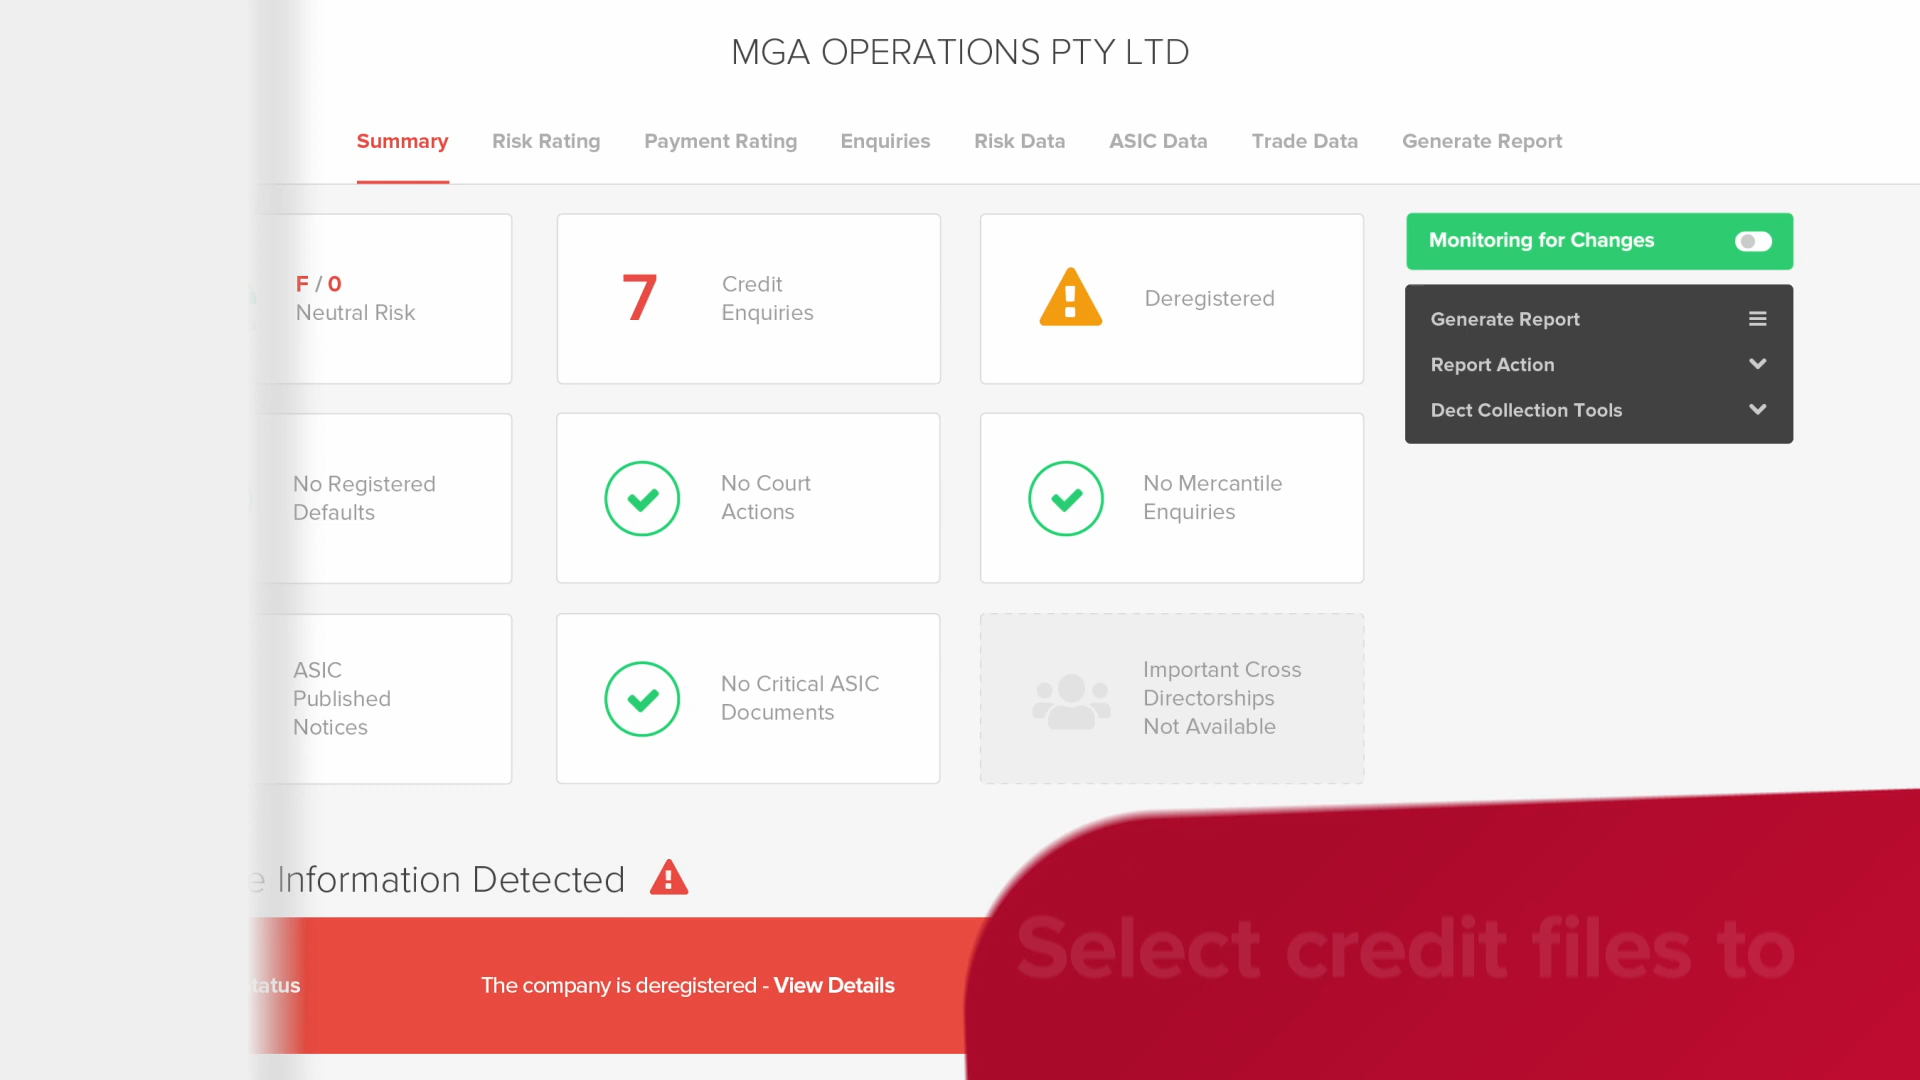 MGA OPERATIONS PTY LTD
Summary Risk Rating Payment Rating Enquiries Risk Data ASIC Data Trade Data Generate Report
F / 0
Neutral Risk
7
Credit
Enquiries
Deregistered
Monitoring for Changes
Generate Report
Report Action
Dect Collection Tools
No Registered
Defaults
No Court
Actions
No Mercantile
Enquiries
ASIC
Published
Notices
No Critical ASIC
Documents
Important Cross
Directorships
Not Available
Information Detected
The company is deregistered - View Details
Select credit files to